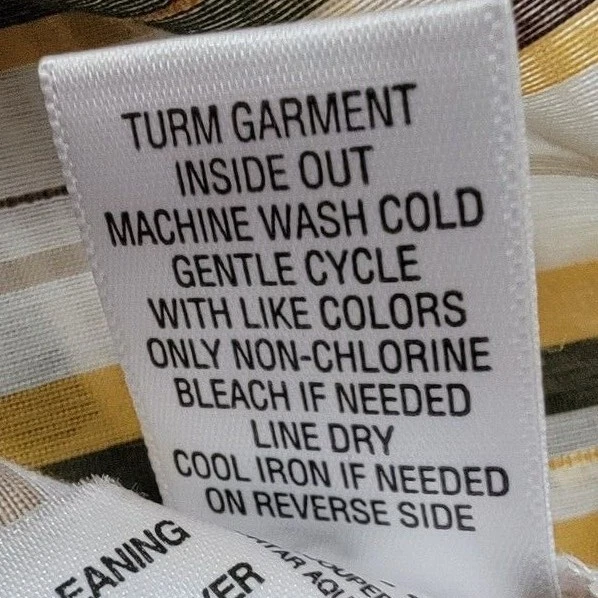 TURM GARMENT
INSIDE OUT
MACHINE WASH COLD
GENTLE CYCLE
WITH LIKE COLORS
ONLY NON-CHLORINE
BLEACH IF NEEDED
LINE DRY
COOL IRON IF NEEDED
ON REVERSE SIDE